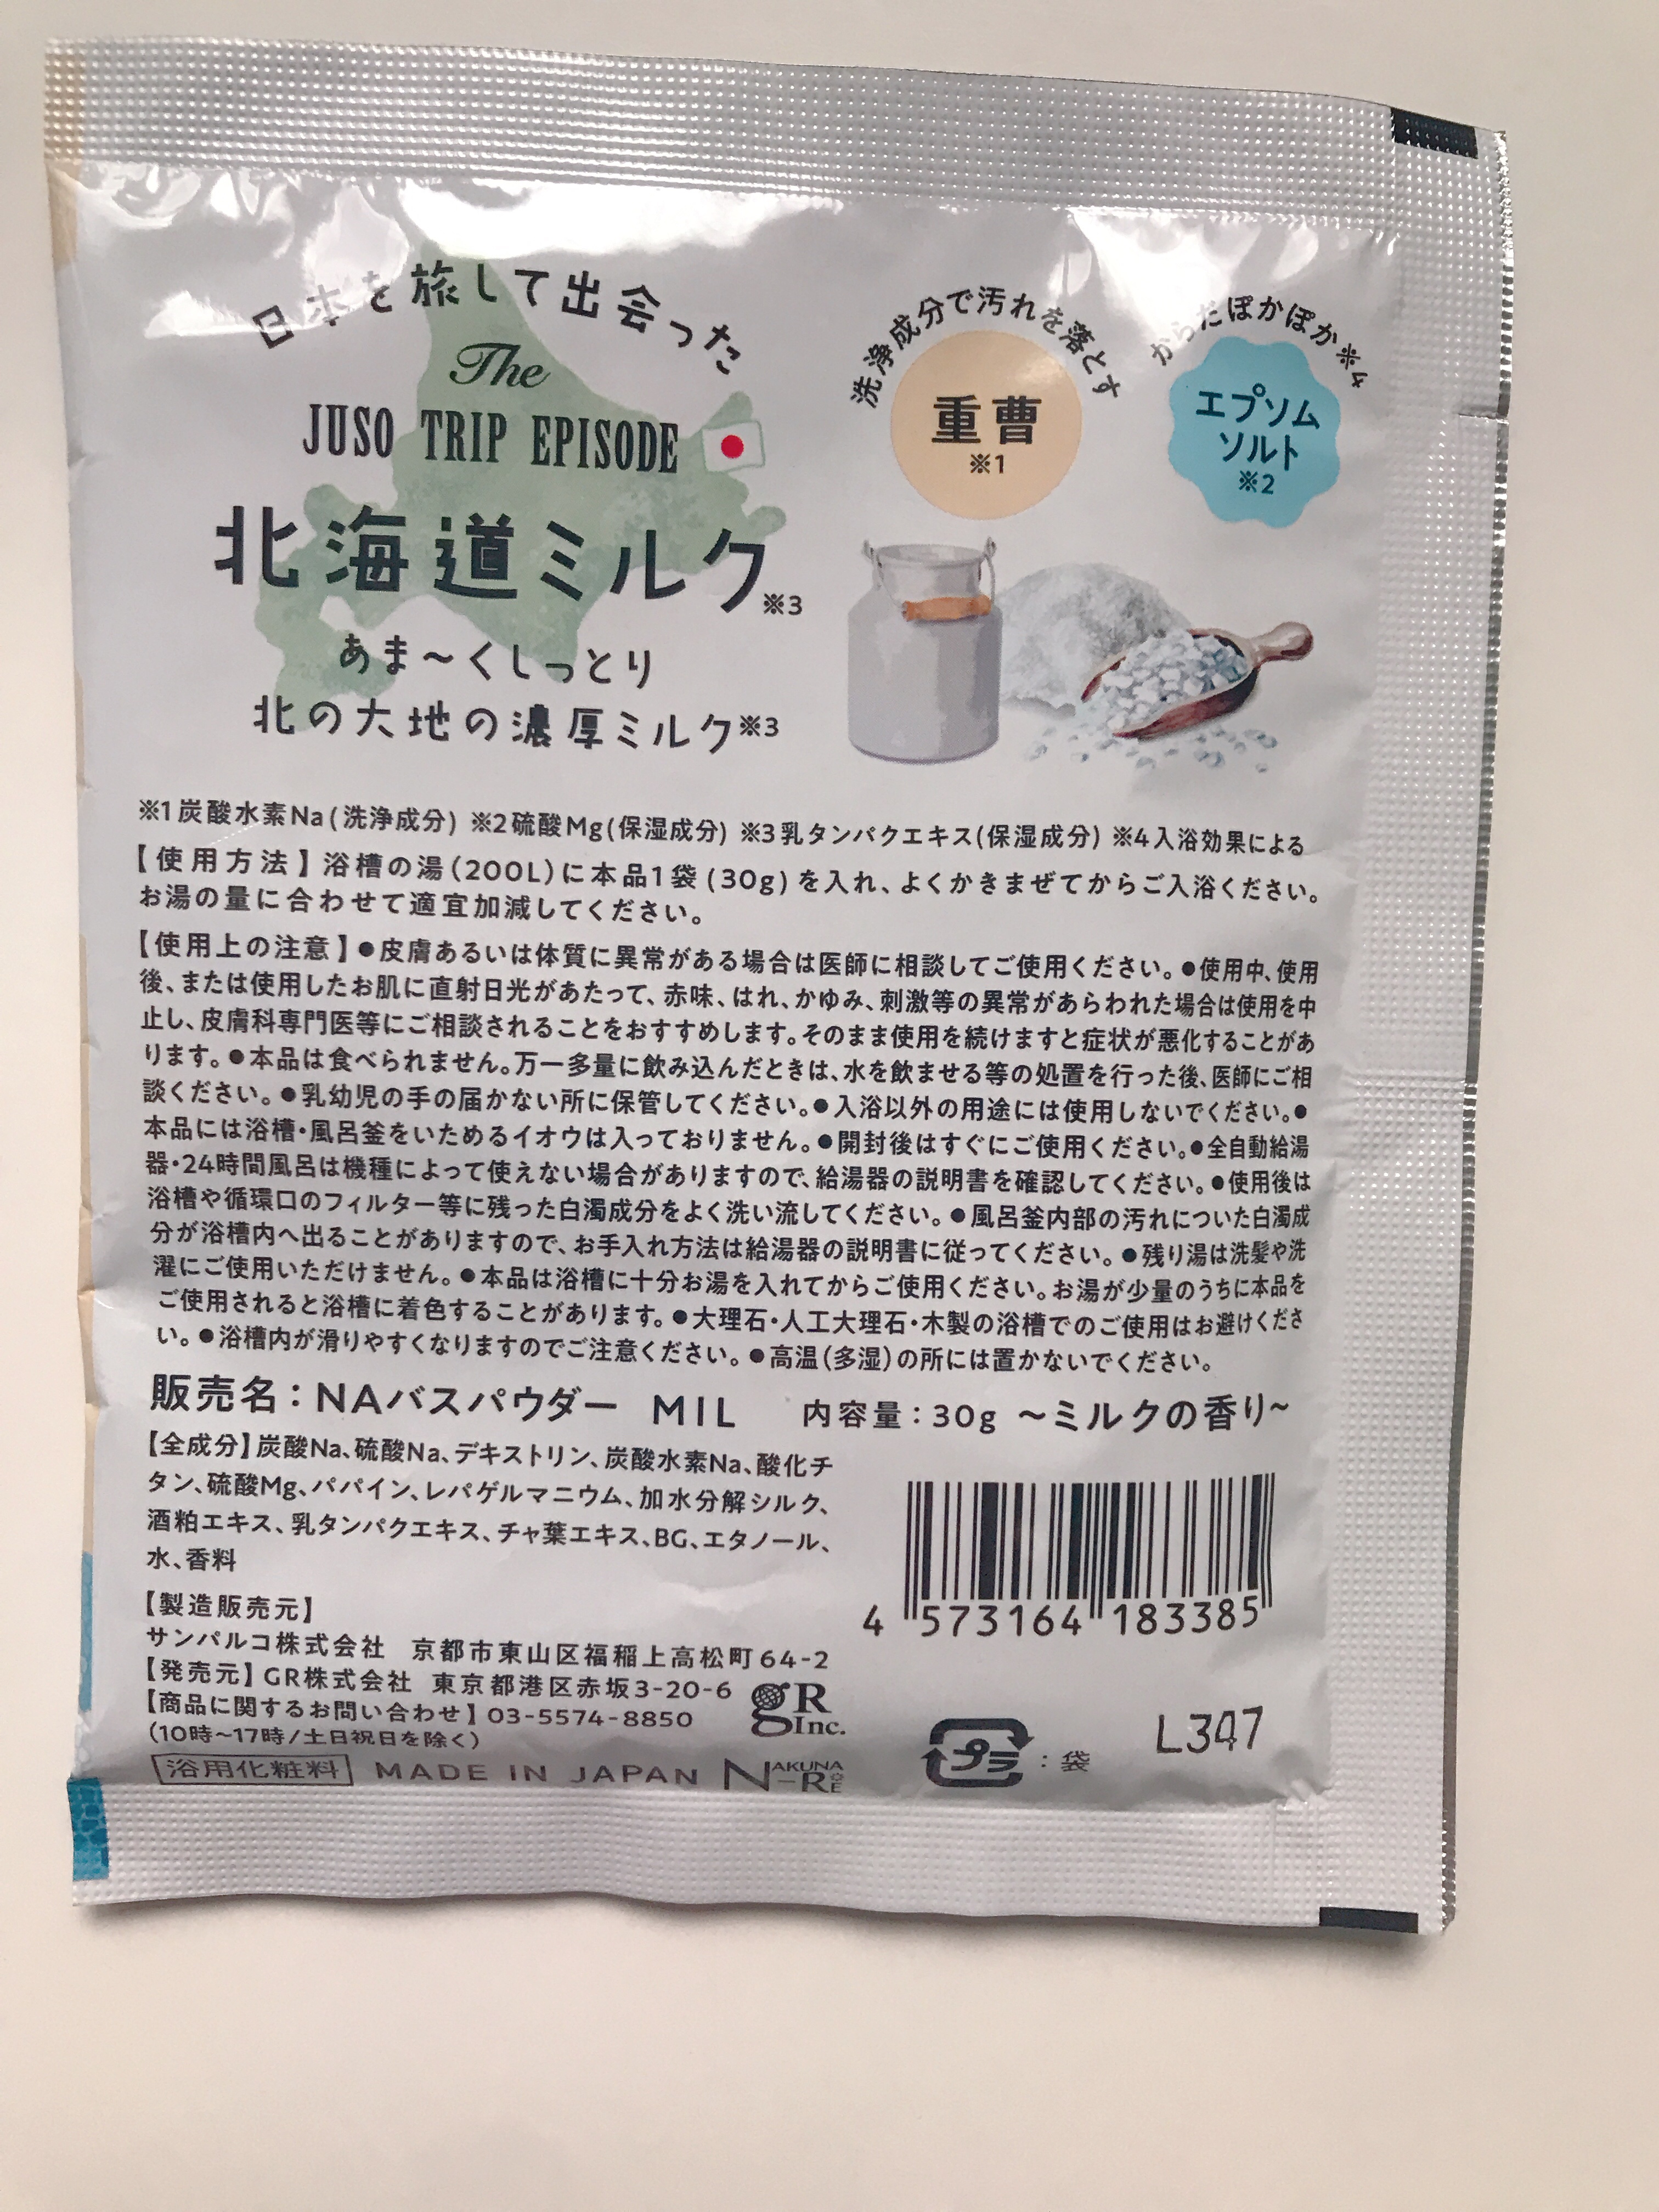 日本を旅して出会った
The
JUSO TRIP EPISODE
北海道ミルク※3
あま〜くしっとり
北の大地の濃厚ミルク※3
洗浄成分で汚れを落とす
重曹
※1
からだぽかぽか※4
エプソム
ソルト
※2
※1炭酸水素Na(洗浄成分) ※2硫酸Mg(保湿成分) ※3乳タンパクエキス(保湿成分) ※4入浴効果による
【使用方法】浴槽の湯(200L)に本品1袋(30g)を入れ、よくかきまぜてからご入浴ください。
お湯の量に合わせて適宜加減してください。
【使用上の注意】●皮膚あるいは体質に異常がある場合は医師に相談してご使用ください。●使用中、使用
後、または使用したお肌に直射日光があたって、赤味、はれ、かゆみ、刺激等の異常があらわれた場合は使用を中
止し、皮膚科専門医等にご相談されることをおすすめします。そのまま使用を続けますと症状が悪化することがあ
ります。●本品は食べられません。万一多量に飲み込んだときは、水を飲ませる等の処置を行った後、医師にご相
談ください。●乳幼児の手の届かない所に保管してください。●入浴以外の用途には使用しないでください。●
本品には浴槽・風呂釜をいためるイオウは入っておりません。●開封後はすぐにご使用ください。●全自動給湯
器・24時間風呂は機種によって使えない場合がありますので、給湯器の説明書を確認してください。●使用後は
浴槽や循環口のフィルター等に残った白濁成分をよく洗い流してください。●風呂釜内部の汚れについた白濁成
分が浴槽内へ出ることがありますので、お手入れ方法は給湯器の説明書に従ってください。●残り湯は洗髪や洗
濯にご使用いただけません。●本品は浴槽に十分お湯を入れてからご使用ください。お湯が少量のうちに本品を
ご使用されると浴槽に着色することがあります。●大理石・人工大理石・木製の浴槽でのご使用はお避けくださ
い。●浴槽内が滑りやすくなりますのでご注意ください。●高温(多湿)の所には置かないでください。
販売名：NAバスパウダー MIL 内容量：30g 〜ミルクの香り〜
【全成分】炭酸Na、硫酸Na、デキストリン、炭酸水素Na、酸化チ
タン、硫酸Mg、パパイン、レパゲルマニウム、加水分解シルク、
酒粕エキス、乳タンパクエキス、チャ葉エキス、BG、エタノール、
水、香料
4 573164 183385
【製造販売元】
サンパルコ株式会社 京都市東山区福稲上高松町64-2
【発売元】GR株式会社 東京都港区赤坂3-20-6
【商品に関するお問い合わせ】03-5574-8850
(10時〜17時/土日祝日を除く)
gR
Inc.
浴用化粧料 MADE IN JAPAN NAKUNA-RE
プラ：袋
L347